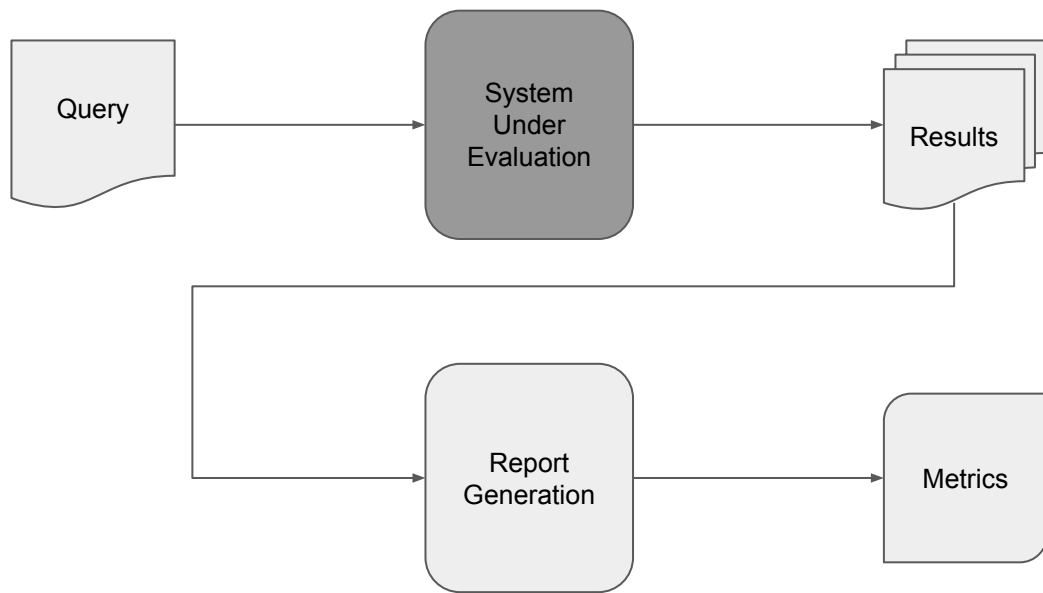 Query
System
Under
Evaluation
Results
Report
Generation
Metrics